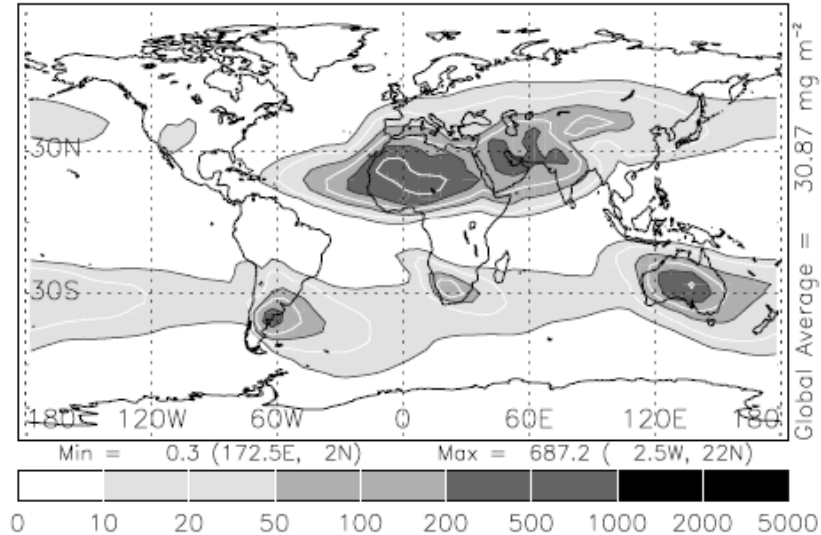 30N
30S
180 120W 60W 0 60E 120E 180
Global Average = 30.87 mg m⁻²
Min = 0.3 (172.5E, 2N) Max = 687.2 ( 2.5W, 22N)
0 10 20 50 100 200 500 1000 2000 5000